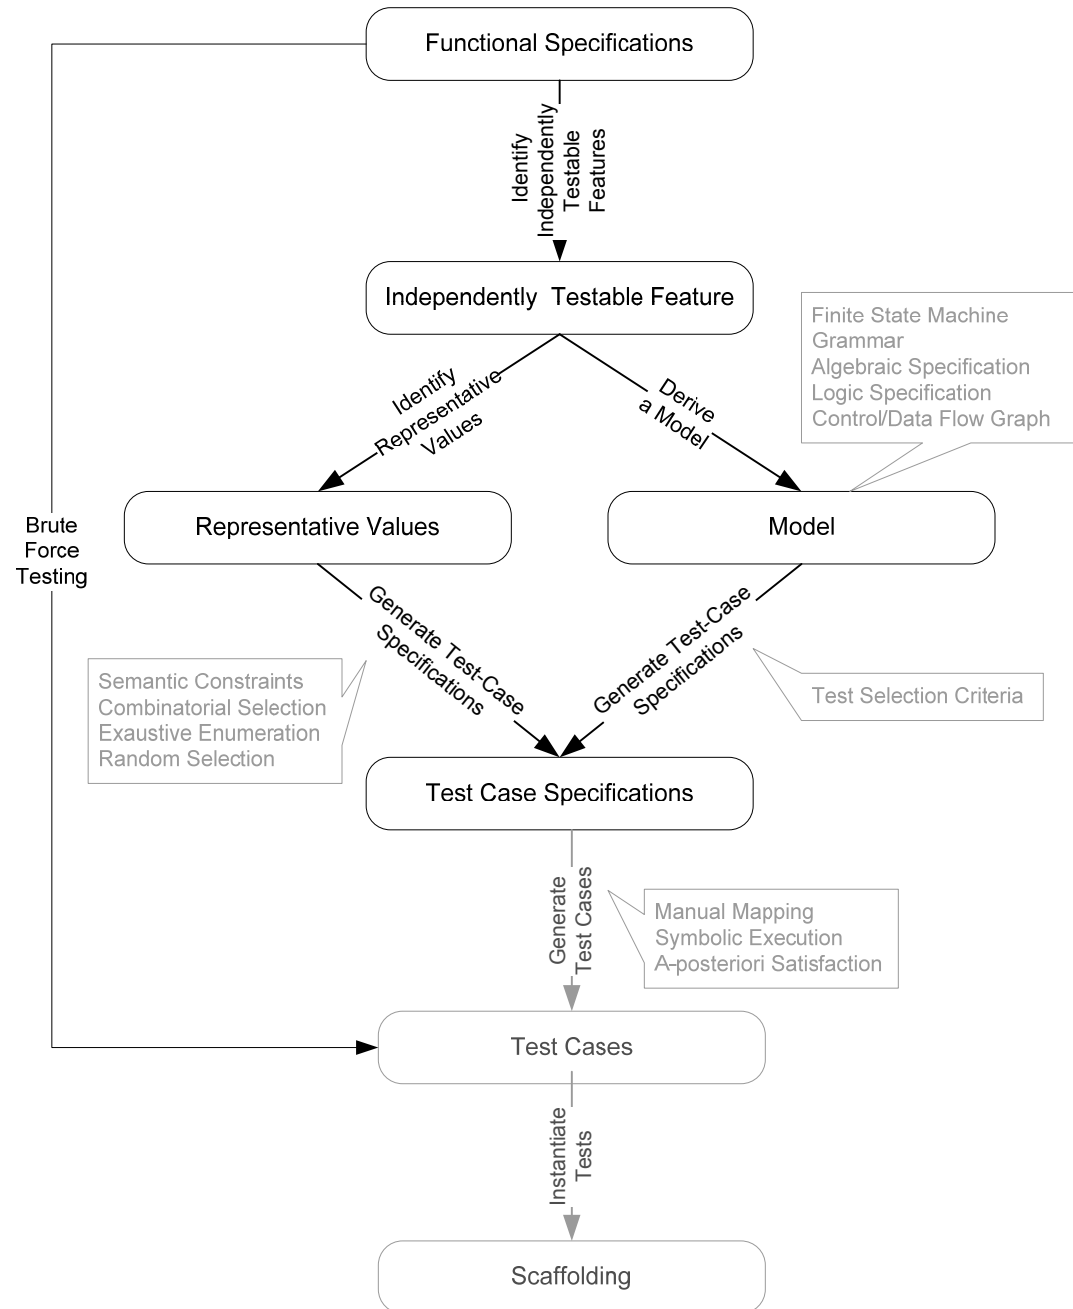 Functional Specifications
Identify
Independently
Testable
Features
Independently Testable Feature
Finite State Machine
Grammar
Algebraic Specification
Logic Specification
Control/Data Flow Graph
Identify
Representative
Values
Derive
a Model
Brute
Force
Testing
Representative Values
Model
Generate Test-Case
Specifications
Generate Test-Case
Specifications
Semantic Constraints
Combinatorial Selection
Exaustive Enumeration
Random Selection
Test Selection Criteria
Test Case Specifications
Generate
Test Cases
Manual Mapping
Symbolic Execution
A-posteriori Satisfaction
Test Cases
Instantiate
Tests
Scaffolding